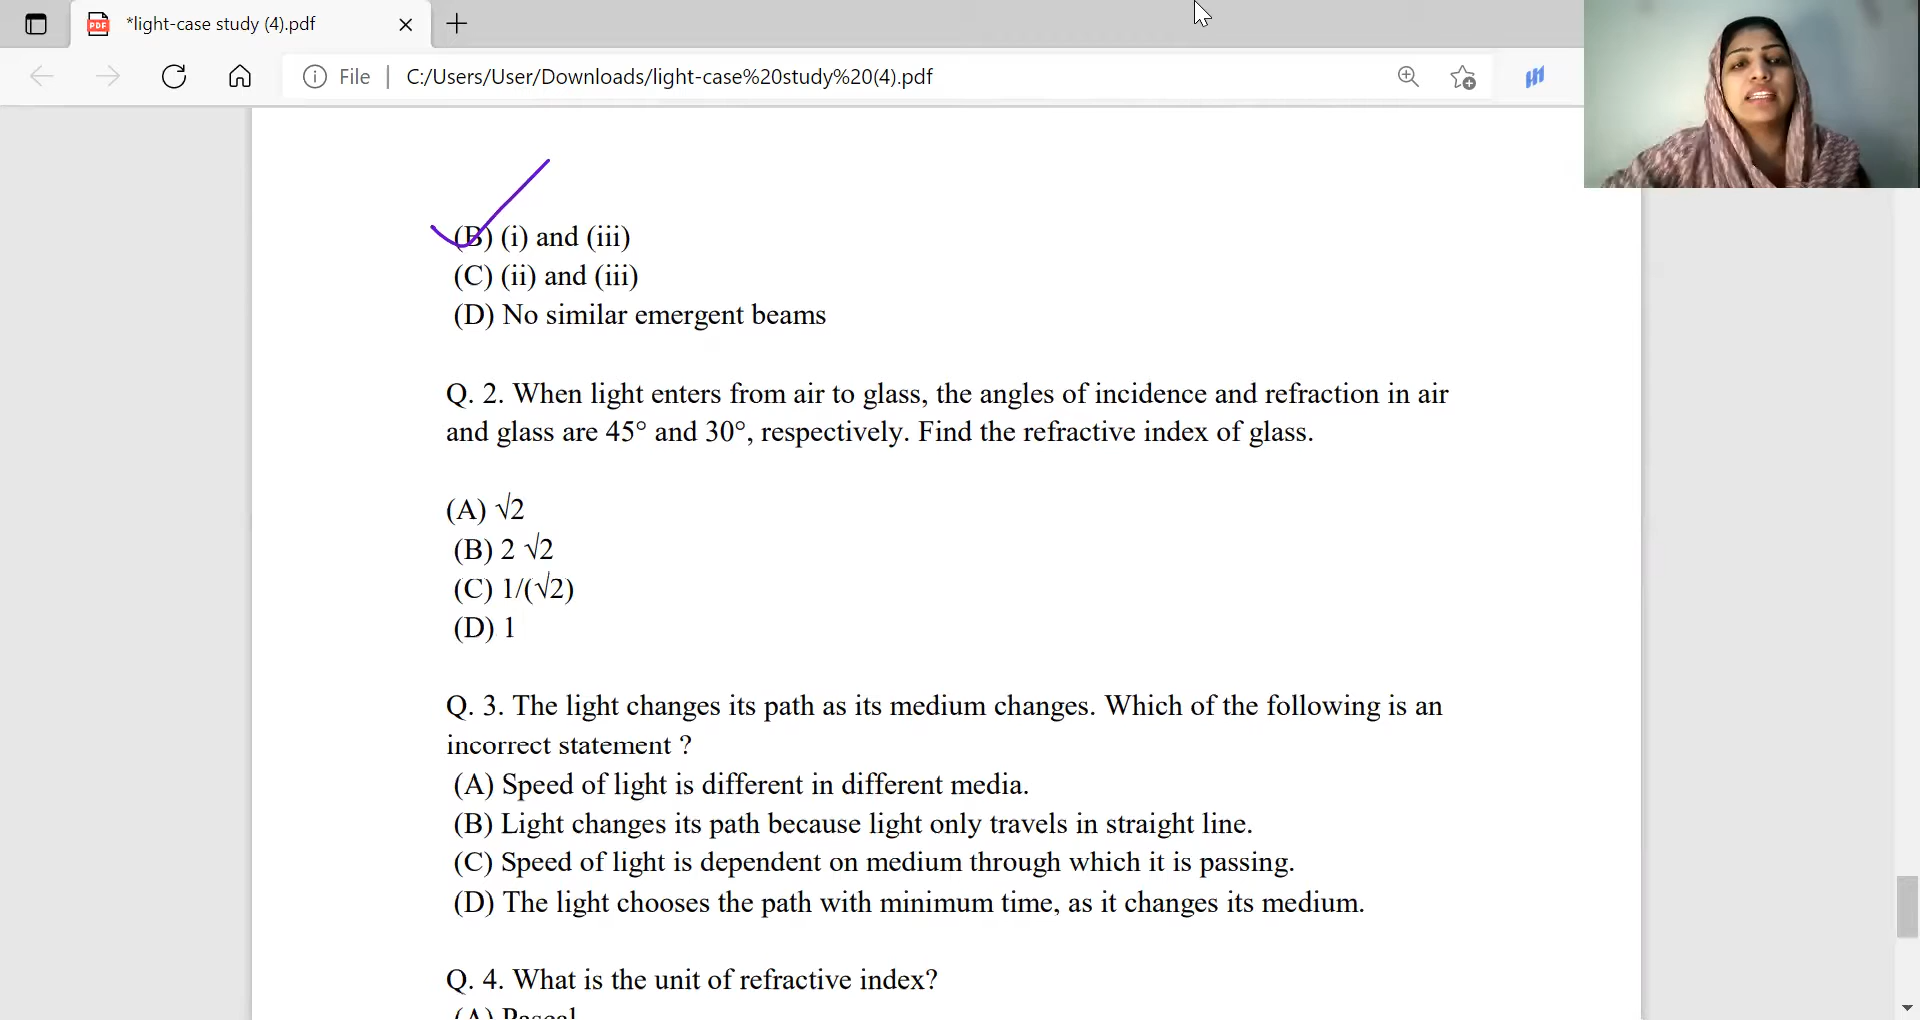 *light-case study (4).pdf
PDF
File
C:/Users/User/Downloads/light-case%20study%20(4).pdf
(B) (i) and (iii)
(C) (ii) and (iii)
(D) No similar emergent beams
Q. 2. When light enters from air to glass, the angles of incidence and refraction in air
and glass are 45° and 30°, respectively. Find the refractive index of glass.
(A) √2
(B) 2 √2
(C) 1/(√2)
(D) 1
Q. 3. The light changes its path as its medium changes. Which of the following is an
incorrect statement ?
(A) Speed of light is different in different media.
(B) Light changes its path because light only travels in straight line.
(C) Speed of light is dependent on medium through which it is passing.
(D) The light chooses the path with minimum time, as it changes its medium.
Q. 4. What is the unit of refractive index?
(A) Pascal